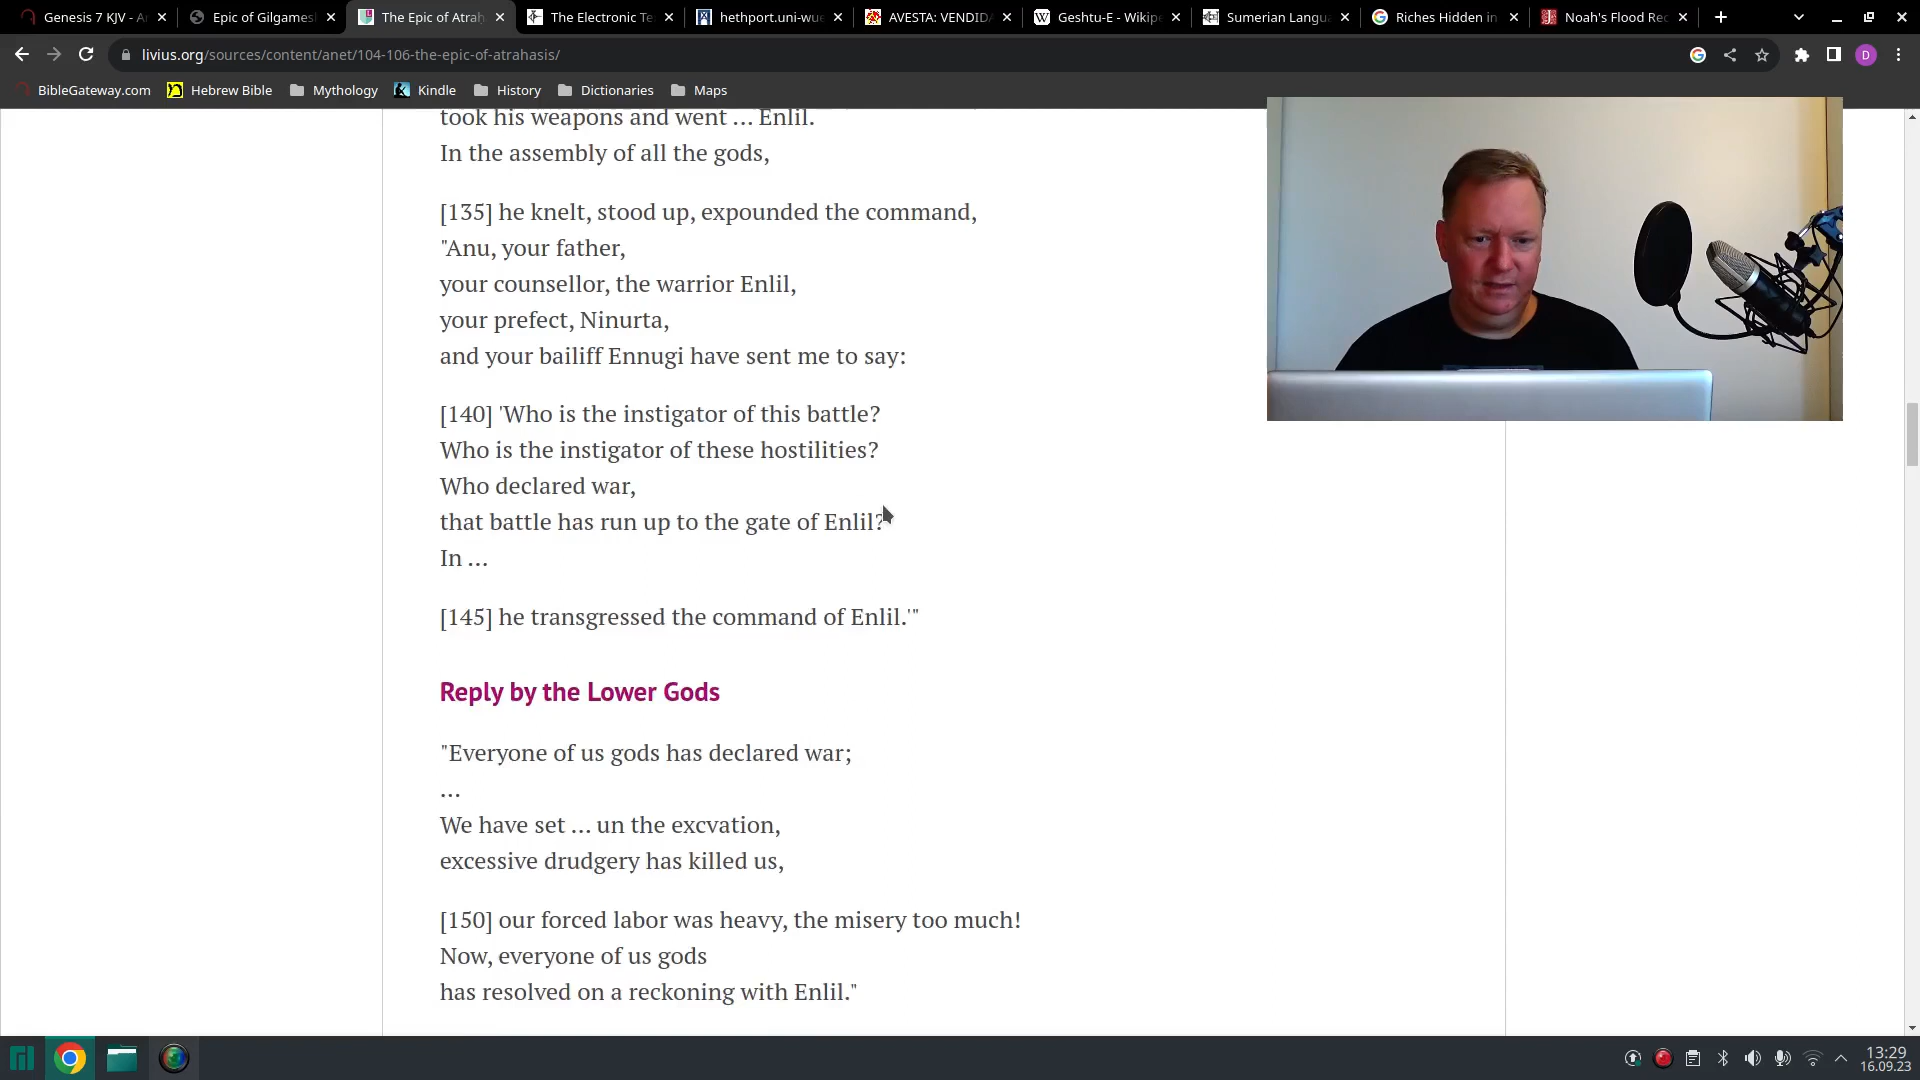 Genesis 7 KJV - A
Epic of Gilgames
The Epic of Atrah
The Electronic Te
hethport.uni-wue
AVESTA: VENDIDA
Geshtu-E - Wikipe
Sumerian Langua
Riches Hidden in
Noah's Flood Rec
livius.org/sources/content/anet/104-106-the-epic-of-atrahasis/
D
BibleGateway.com
Hebrew Bible
Mythology
Kindle
History
Dictionaries
Maps
took his weapons and went ... Enlil.
In the assembly of all the gods,
[135] he knelt, stood up, expounded the command,
"Anu, your father,
your counsellor, the warrior Enlil,
your prefect, Ninurta,
and your bailiff Ennugi have sent me to say:
[140] 'Who is the instigator of this battle?
Who is the instigator of these hostilities?
Who declared war,
that battle has run up to the gate of Enlil?
In ...
[145] he transgressed the command of Enlil.'"
Reply by the Lower Gods
"Everyone of us gods has declared war;
...
We have set ... un the excvation,
excessive drudgery has killed us,
[150] our forced labor was heavy, the misery too much!
Now, everyone of us gods
has resolved on a reckoning with Enlil."
13:29
16.09.23